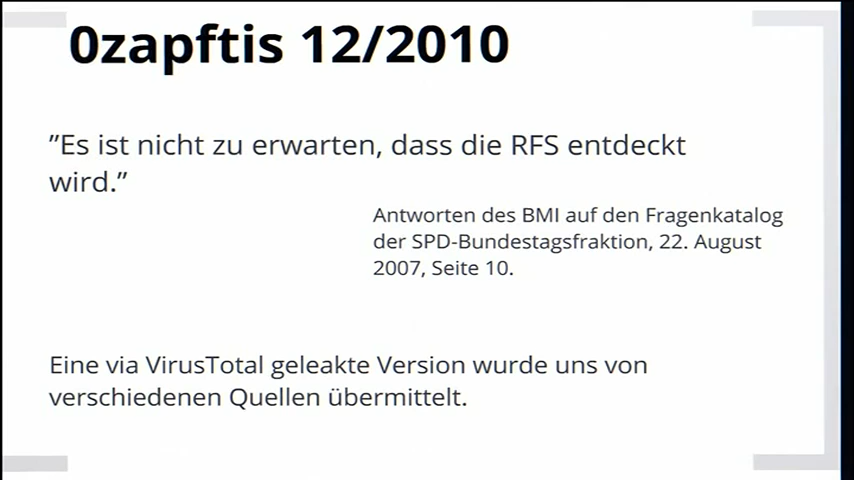 0zapftis 12/2010
”Es ist nicht zu erwarten, dass die RFS entdeckt
wird.”
Antworten des BMI auf den Fragenkatalog
der SPD-Bundestagsfraktion, 22. August
2007, Seite 10.
Eine via VirusTotal geleakte Version wurde uns von
verschiedenen Quellen übermittelt.